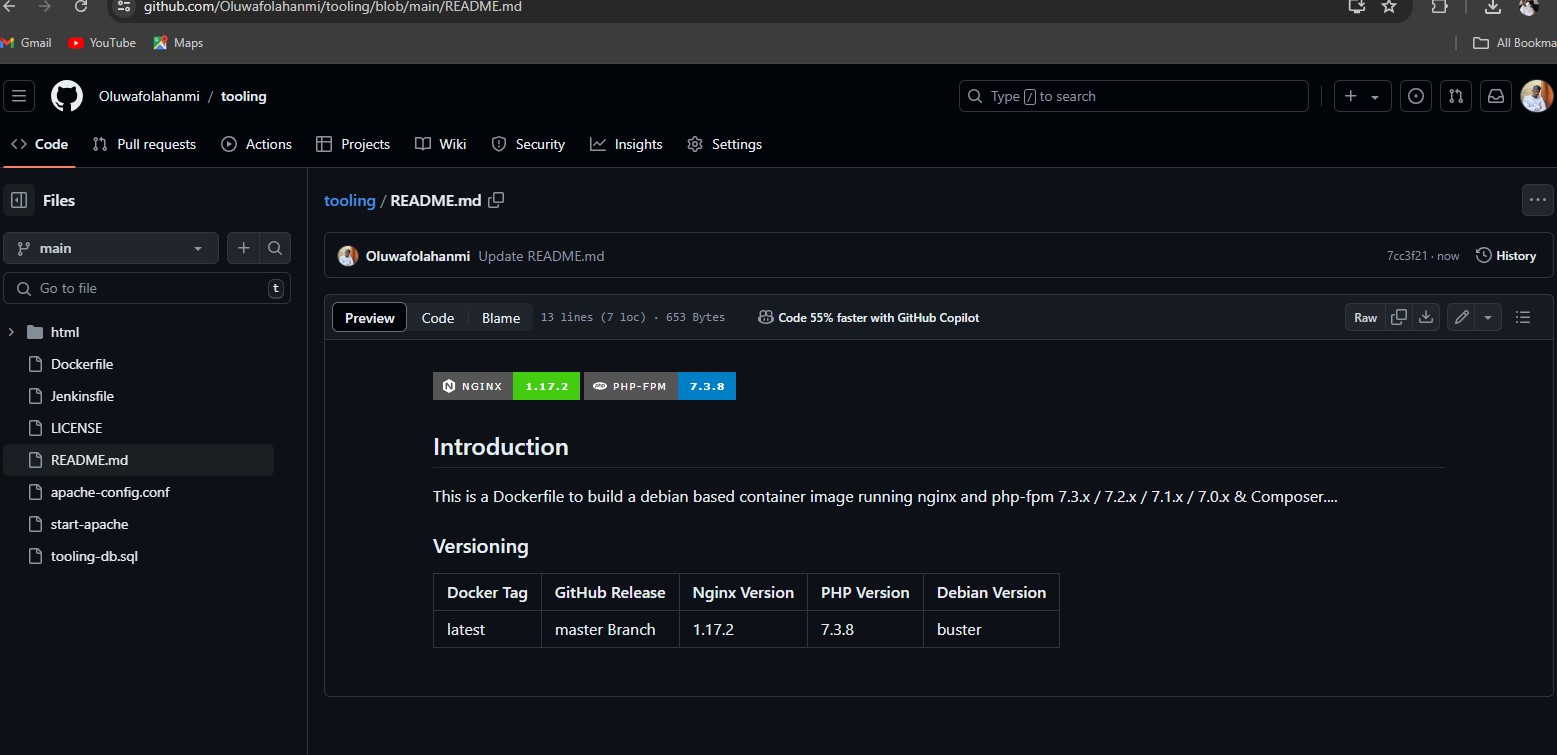 github.com/Oluwafolahanmi/tooling/blob/main/README.md
Gmail YouTube Maps All Bookma
Oluwafolahanmi / tooling Type / to search
Code Pull requests Actions Projects Wiki Security Insights Settings
Files
main
Go to file t
html
Dockerfile
Jenkinsfile
LICENSE
README.md
apache-config.conf
start-apache
tooling-db.sql
tooling / README.md
Oluwafolahanmi Update README.md 7cc3f21 · now History
Preview Code Blame 13 lines (7 loc) · 653 Bytes Code 55% faster with GitHub Copilot Raw
NGINX 1.17.2 php PHP-FPM 7.3.8
Introduction
This is a Dockerfile to build a debian based container image running nginx and php-fpm 7.3.x / 7.2.x / 7.1.x / 7.0.x & Composer....
Versioning
Docker Tag GitHub Release Nginx Version PHP Version Debian Version
latest master Branch 1.17.2 7.3.8 buster